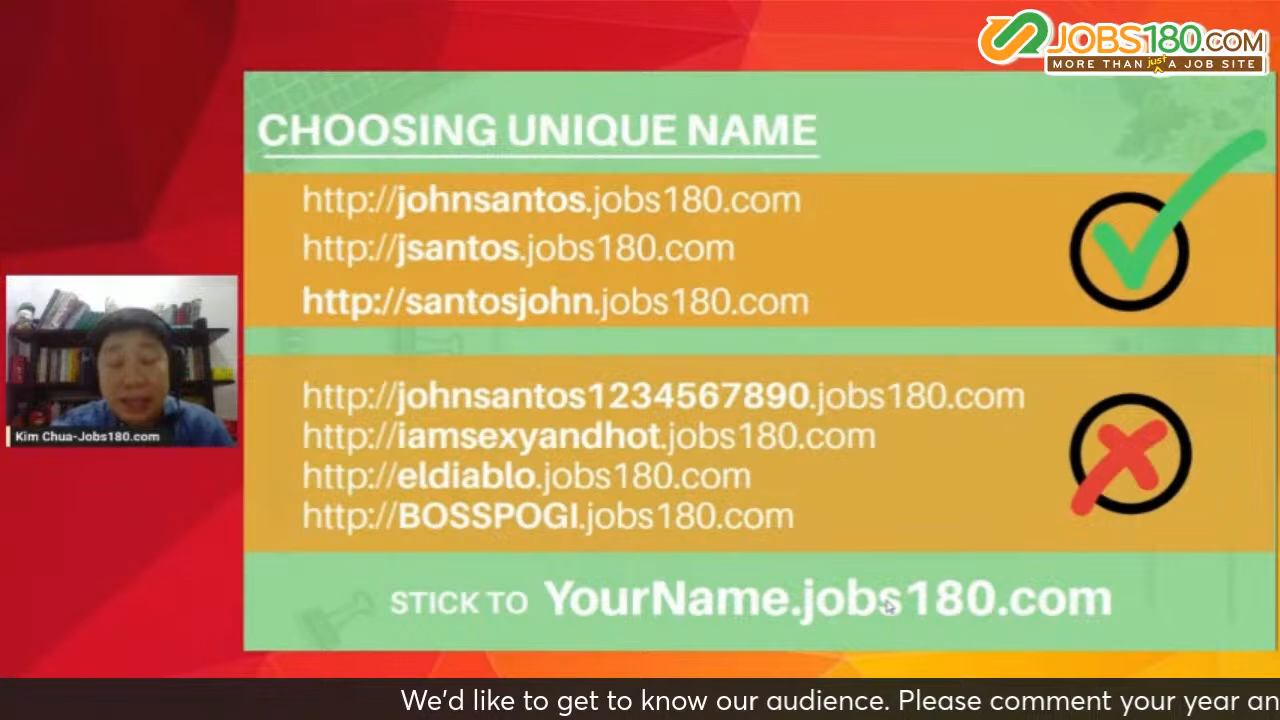 JOBS180.COM
MORE THAN just A JOB SITE
CHOOSING UNIQUE NAME
http://johnsantos.jobs180.com
http://jsantos.jobs180.com
http://santosjohn.jobs180.com
http://johnsantos1234567890.jobs180.com
http://iamsexyandhot.jobs180.com
http://eldiablo.jobs180.com
http://BOSSPOGI.jobs180.com
STICK TO YourName.jobs180.com
Kim Chua-Jobs180.com
We'd like to get to know our audience. Please comment your year an